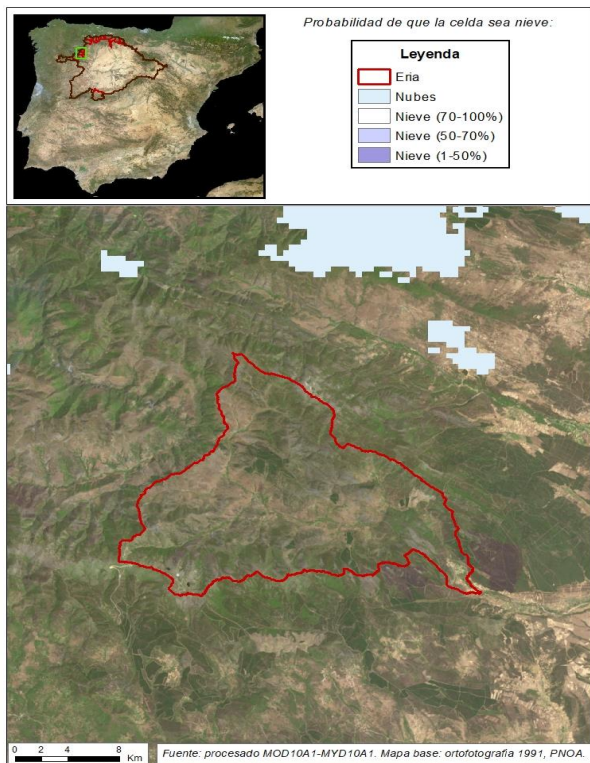 Probabilidad de que la celda sea nieve:
Leyenda
Eria
Nubes
Nieve (70-100%)
Nieve (50-70%)
Nieve (1-50%)
0 2 4 8
Km
Fuente: procesado MOD10A1-MYD10A1. Mapa base: ortofotografia 1991, PNOA.